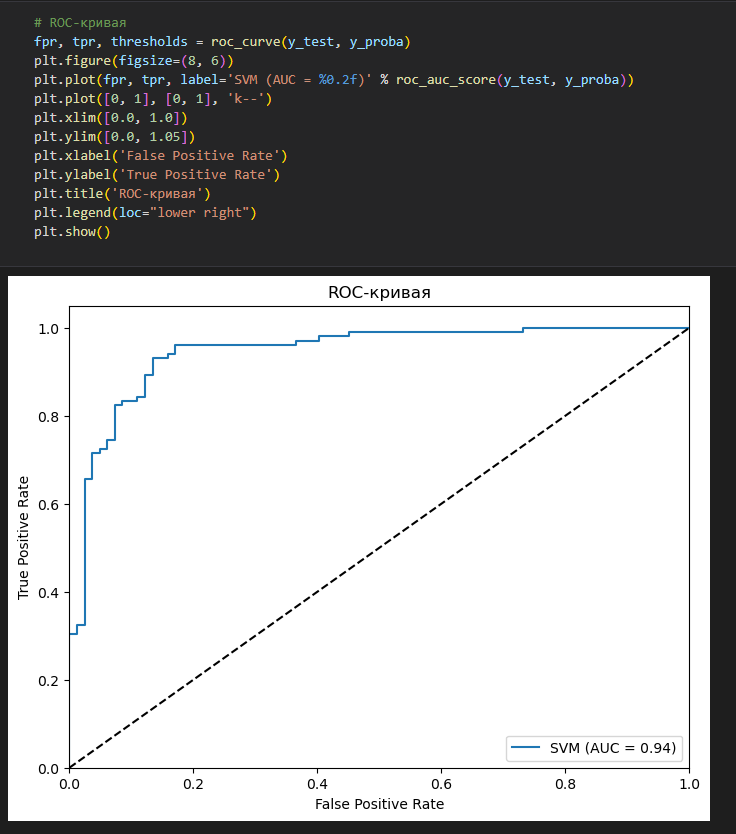 # ROC-кривая
fpr, tpr, thresholds = roc_curve(y_test, y_proba)
plt.figure(figsize=(8, 6))
plt.plot(fpr, tpr, label='SVM (AUC = %0.2f)' % roc_auc_score(y_test, y_proba))
plt.plot([0, 1], [0, 1], 'k--')
plt.xlim([0.0, 1.0])
plt.ylim([0.0, 1.05])
plt.xlabel('False Positive Rate')
plt.ylabel('True Positive Rate')
plt.title('ROC-кривая')
plt.legend(loc="lower right")
plt.show()
ROC-кривая
True Positive Rate
1.0
0.8
0.6
0.4
0.2
0.0
SVM (AUC = 0.94)
0.0 0.2 0.4 0.6 0.8 1.0
False Positive Rate